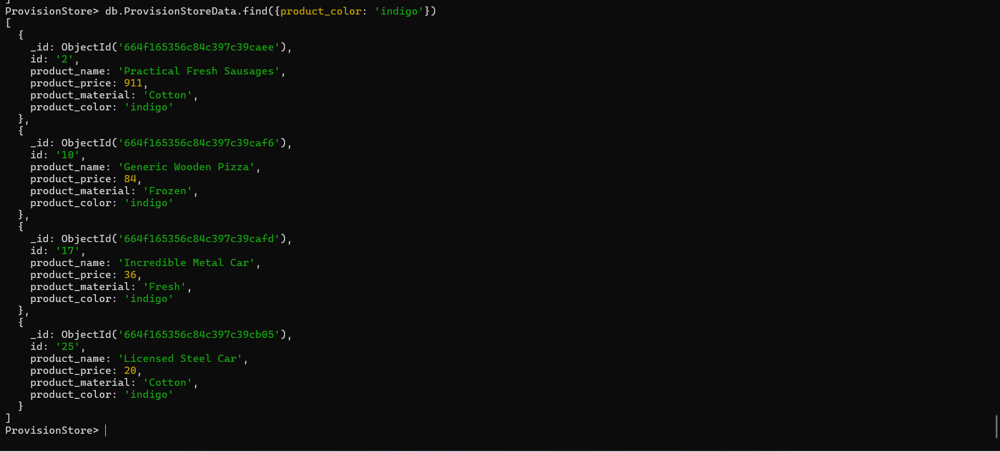 ]
ProvisionStore> db.ProvisionStoreData.find({product_color: 'indigo'})
[
  {
    _id: ObjectId('664f165356c84c397c39caee'),
    id: '2',
    product_name: 'Practical Fresh Sausages',
    product_price: 911,
    product_material: 'Cotton',
    product_color: 'indigo'
  },
  {
    _id: ObjectId('664f165356c84c397c39caf6'),
    id: '10',
    product_name: 'Generic Wooden Pizza',
    product_price: 84,
    product_material: 'Frozen',
    product_color: 'indigo'
  },
  {
    _id: ObjectId('664f165356c84c397c39cafd'),
    id: '17',
    product_name: 'Incredible Metal Car',
    product_price: 36,
    product_material: 'Fresh',
    product_color: 'indigo'
  },
  {
    _id: ObjectId('664f165356c84c397c39cb05'),
    id: '25',
    product_name: 'Licensed Steel Car',
    product_price: 20,
    product_material: 'Cotton',
    product_color: 'indigo'
  }
]
ProvisionStore>